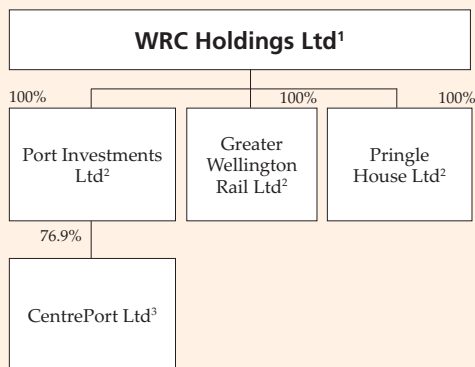 WRC Holdings Ltd¹
100%
100%
100%
Port Investments
Ltd²
Greater
Wellington
Rail Ltd²
Pringle
House Ltd²
76.9%
CentrePort Ltd³